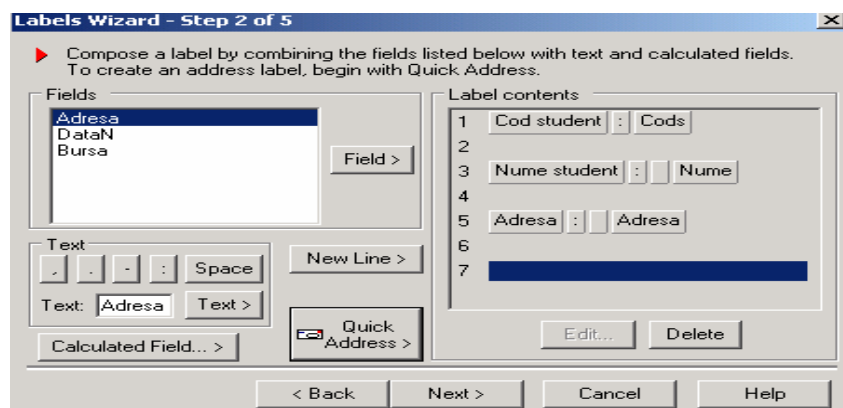 Labels Wizard - Step 2 of 5
Compose a label by combining the fields listed below with text and calculated fields.
To create an address label, begin with Quick Address.
Fields
Adresa
DataN
Bursa
Field >
Text
, . - : Space
Text: Adresa Text >
Calculated Field... >
New Line >
Quick
Address >
Label contents
1 Cod student : Cods
2
3 Nume student : Nume
4
5 Adresa : Adresa
6
7
Edit... Delete
< Back Next > Cancel Help